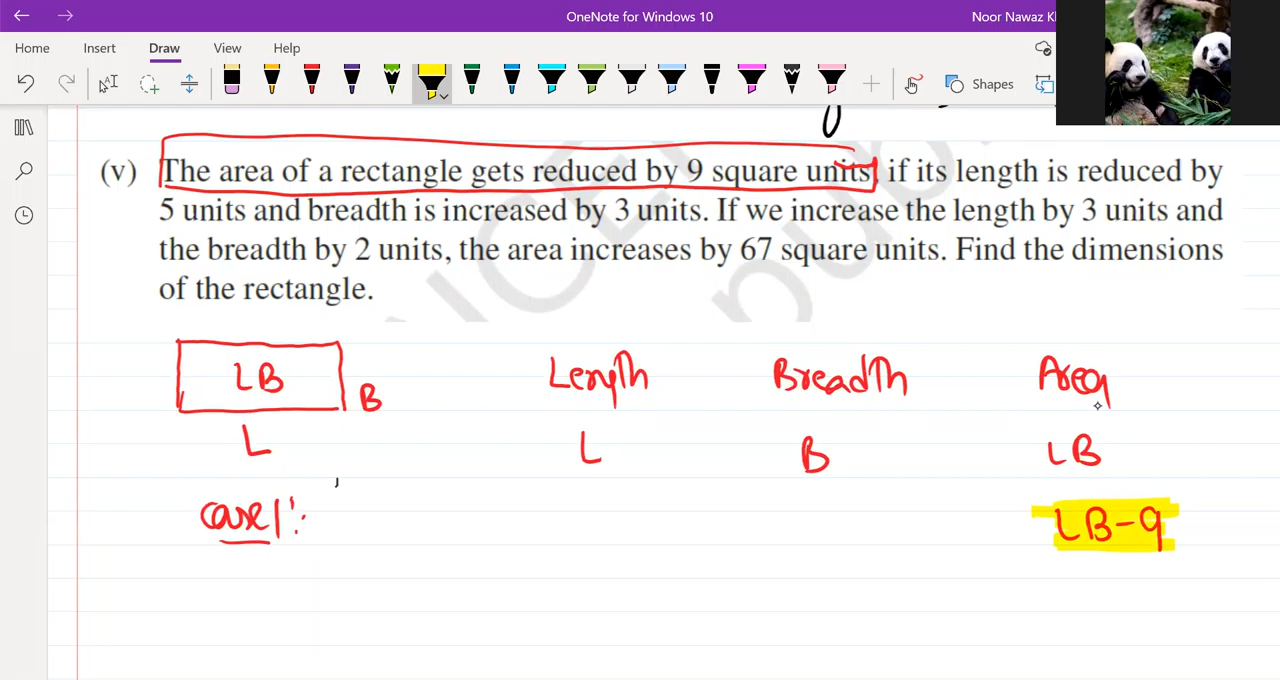 OneNote for Windows 10
Noor Nawaz Kh
Home Insert Draw View Help
Shapes
(v) The area of a rectangle gets reduced by 9 square units, if its length is reduced by
5 units and breadth is increased by 3 units. If we increase the length by 3 units and
the breadth by 2 units, the area increases by 67 square units. Find the dimensions
of the rectangle.
LB B Length Breadth Area
L L B LB
case 1: LB-9